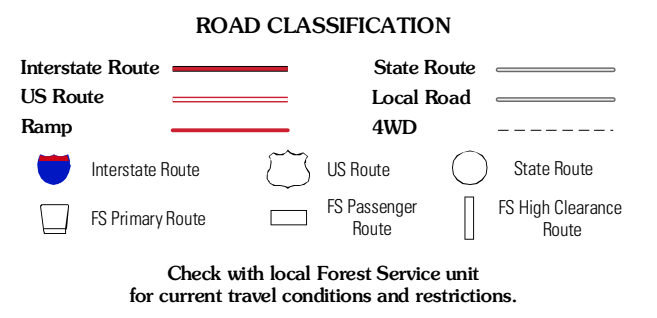 ROAD CLASSIFICATION
Interstate Route
State Route
US Route
Local Road
Ramp
4WD
Interstate Route
US Route
State Route
FS Primary Route
FS Passenger
Route
FS High Clearance
Route
Check with local Forest Service unit
for current travel conditions and restrictions.